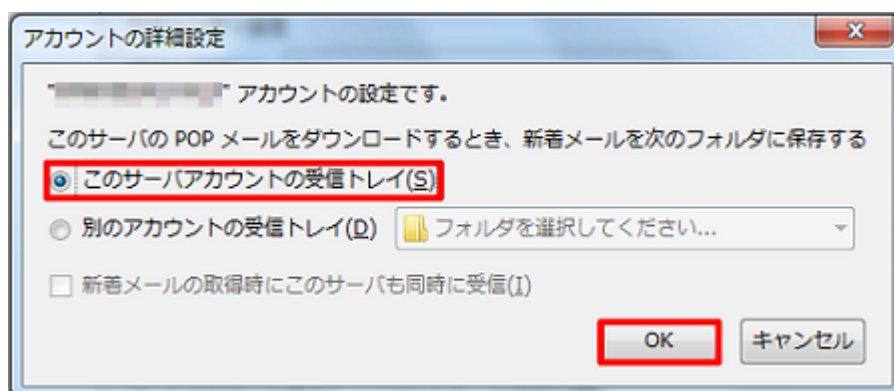 アカウントの詳細設定
" " アカウントの設定です。
このサーバの POP メールをダウンロードするとき、新着メールを次のフォルダに保存する
このサーバアカウントの受信トレイ(S)
別のアカウントの受信トレイ(D) フォルダを選択してください...
新着メールの取得時にこのサーバも同時に受信(I)
OK キャンセル